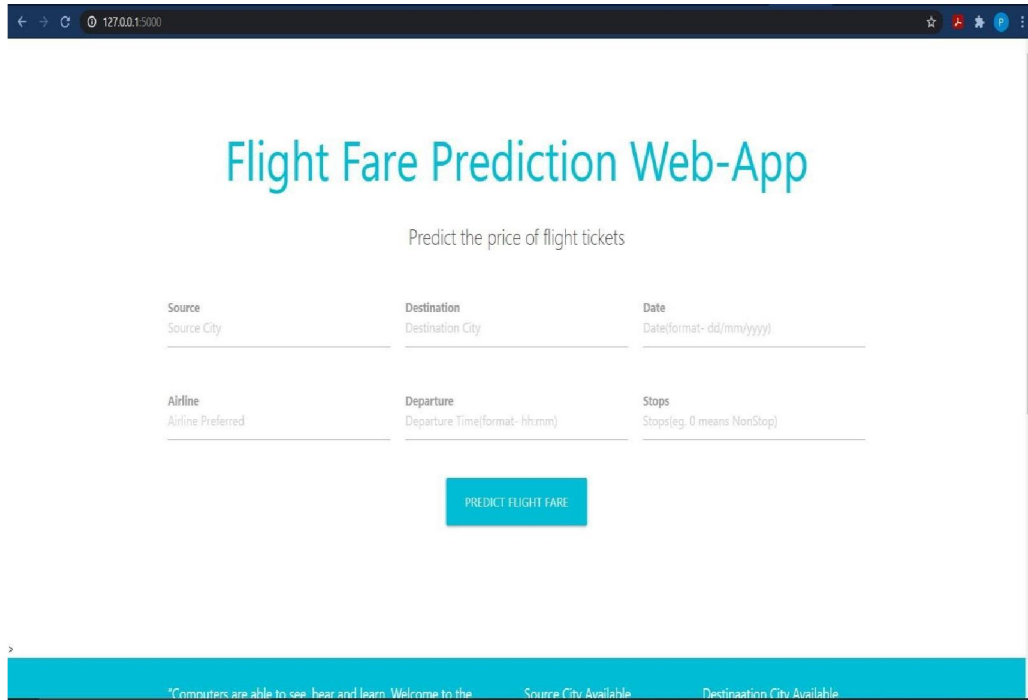 127.0.0.1:5000
P
Flight Fare Prediction Web-App
Predict the price of flight tickets
Source
Destination
Date
Source City
Destination City
Date(format- dd/mm/yyyy)
Airline
Departure
Stops
Airline Preferred
Departure Time(format- hh:mm)
Stops(eg. 0 means NonStop)
PREDICT FLIGHT FARE
>
"Computers are able to see, hear and learn. Welcome to the
Source City Available
Destinaation City Available